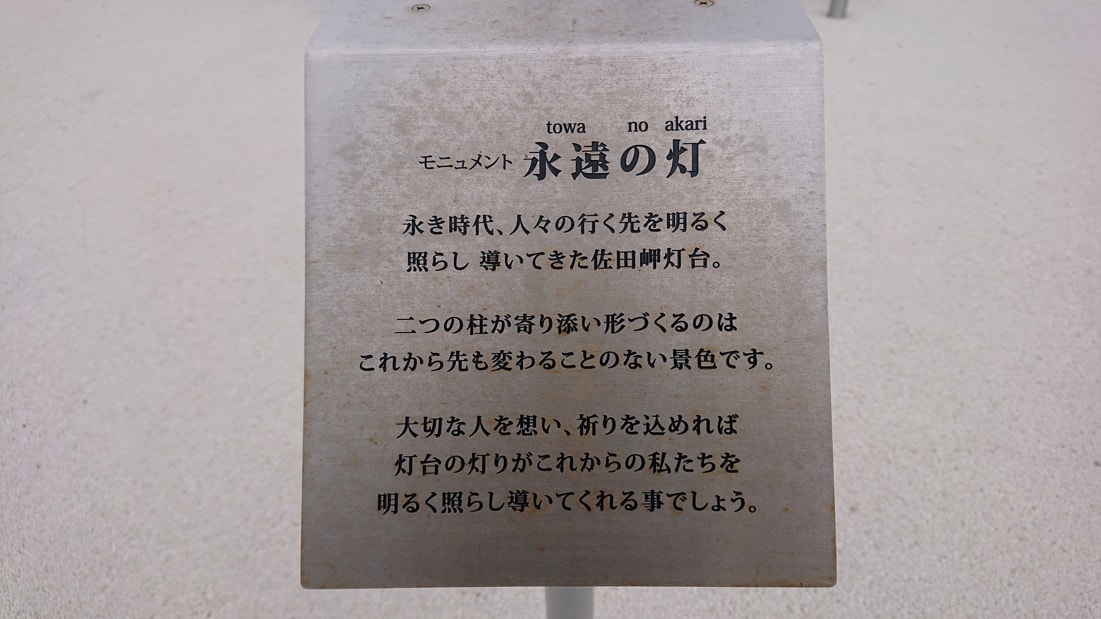 towa no akari
モニュメント 永遠の灯
永き時代、人々の行く先を明るく
照らし 導いてきた佐田岬灯台。
二つの柱が寄り添い形づくるのは
これから先も変わることのない景色です。
大切な人を想い、祈りを込めれば
灯台の灯りがこれからの私たちを
明るく照らし導いてくれる事でしょう。